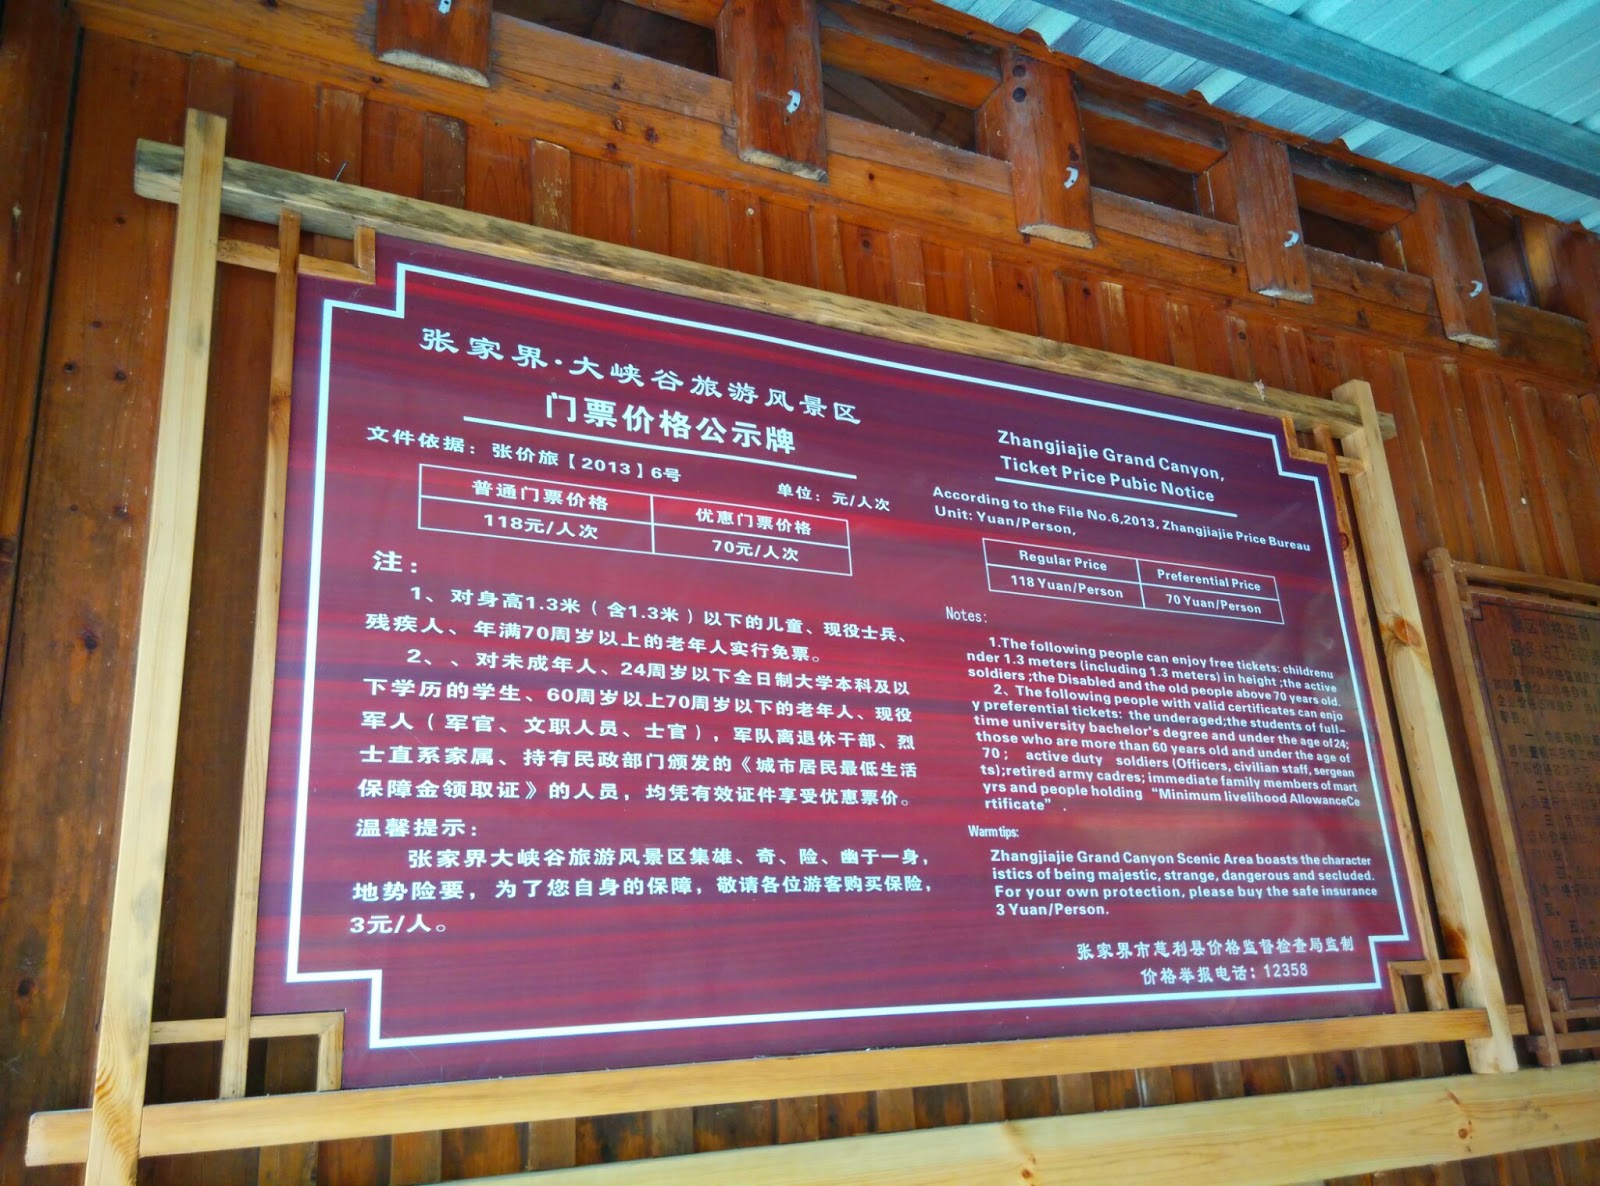 张家界·大峡谷旅游风景区
门票价格公示牌
文件依据：张价旅【2013】6号
单位：元/人次
普通门票价格 优惠门票价格
118元/人次 70元/人次
注：
1、对身高1.3米（含1.3米）以下的儿童、现役士兵、
残疾人、年满70周岁以上的老年人实行免票。
2、、对未成年人、24周岁以下全日制大学本科及以
下学历的学生、60周岁以上70周岁以下的老年人、现役
军人（军官、文职人员、士官），军队离退休干部、烈
士直系家属、持有民政部门颁发的《城市居民最低生活
保障金领取证》的人员，均凭有效证件享受优惠票价。
温馨提示：
张家界大峡谷旅游风景区集雄、奇、险、幽于一身，
地势险要，为了您自身的保障，敬请各位游客购买保险，
3元/人。
Zhangjiajie Grand Canyon,
Ticket Price Pubic Notice
According to the File No.6,2013, Zhangjiajie Price Bureau
Unit: Yuan/Person,
Regular Price Preferential Price
118 Yuan/Person 70 Yuan/Person
Notes:
1.The following people can enjoy free tickets: childrenu
nder 1.3 meters (including 1.3 meters) in height ;the active
soldiers ;the Disabled and the old people above 70 years old.
2、The following people with valid certificates can enjo
y preferential tickets: the underaged;the students of full-
time university bachelor's degree and under the age of 24;
those who are more than 60 years old and under the age of
70 ; active duty soldiers (Officers, civilian staff, sergean
ts);retired army cadres; immediate family members of mart
yrs and people holding “Minimum livelihood AllowanceCe
rtificate” .
Warm tips:
Zhangjiajie Grand Canyon Scenic Area boasts the character
istics of being majestic, strange, dangerous and secluded.
For your own protection, please buy the safe insurance
3 Yuan/Person.
张家界市慈利县价格监督检查局监制
价格举报电话：12358